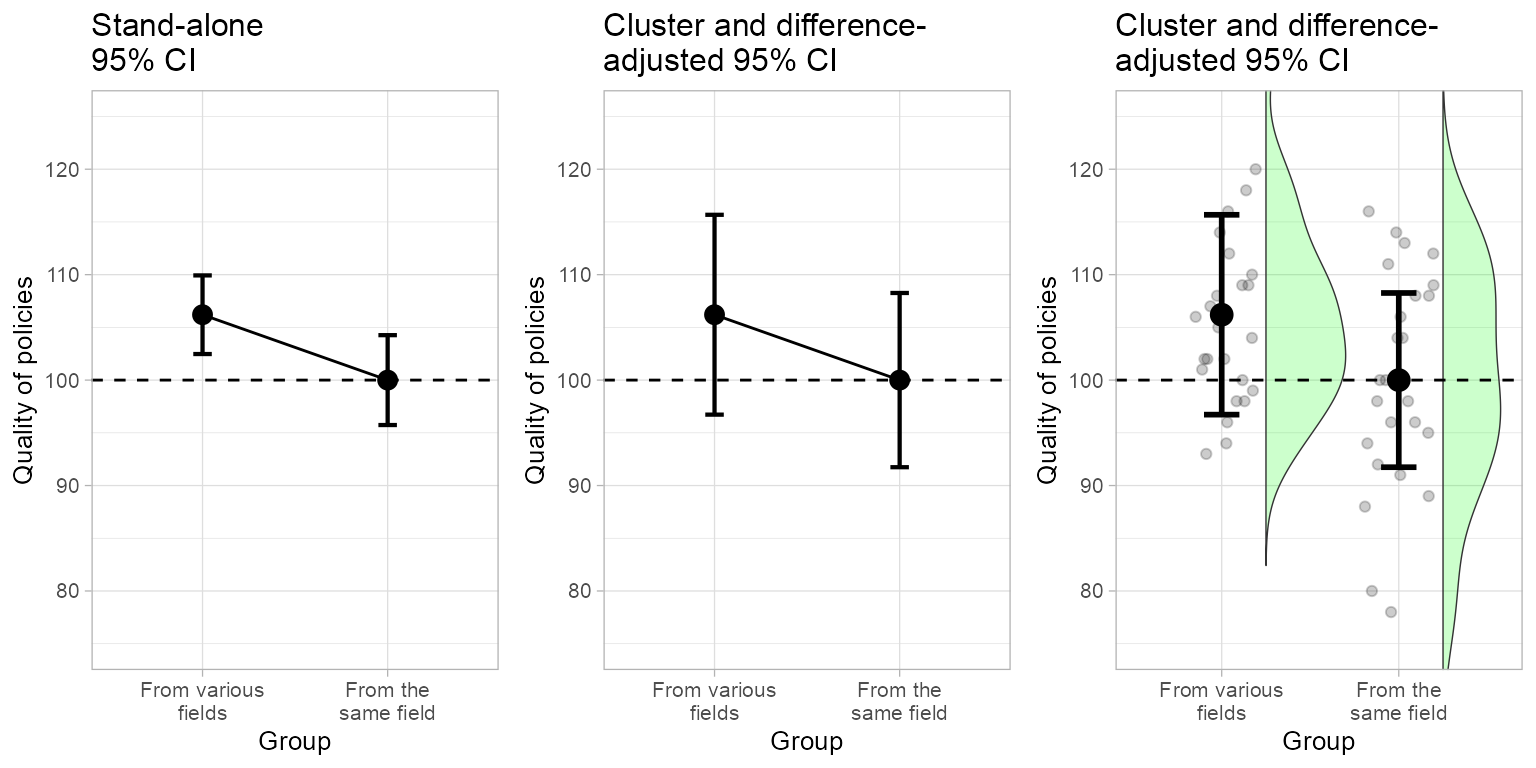 Stand-alone
95% CI
Quality of policies
120
110
100
90
80
From various
fields
From the
same field
Group
Cluster and difference-
adjusted 95% CI
Quality of policies
120
110
100
90
80
From various
fields
From the
same field
Group
Cluster and difference-
adjusted 95% CI
Quality of policies
120
110
100
90
80
From various
fields
From the
same field
Group